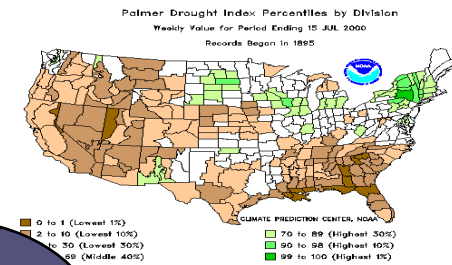 Palmer Drought Index Percentiles by Division
Weekly Value for Period Ending 15 JUL 2000
Records Began in 1895
NOAA
CLIMATE PREDICTION CENTER, NOAA
0 to 1 (Lowest 1%)
2 to 10 (Lowest 10%)
to 30 (Lowest 30%)
69 (Middle 40%)
70 to 89 (Highest 30%)
90 to 98 (Highest 10%)
99 to 100 (Highest 1%)